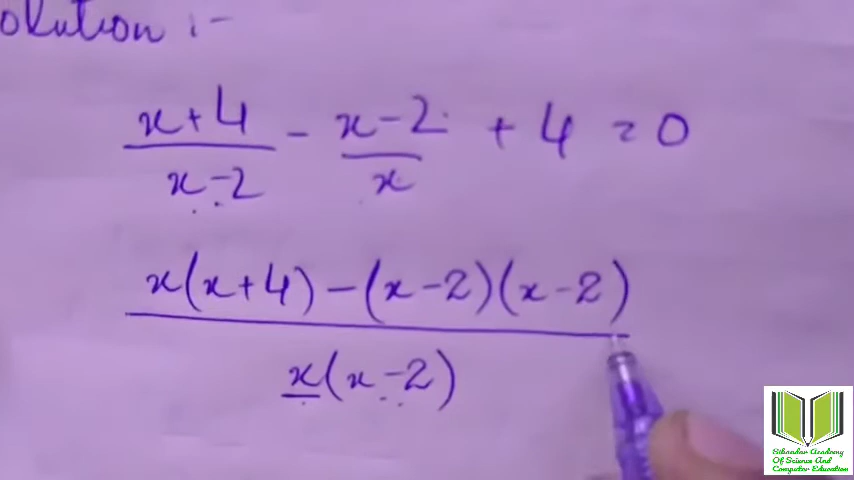 olution :-
x+4 / x-2 - x-2 / x + 4 = 0
x(x+4) - (x-2)(x-2) / x(x-2)
Sikandar Academy
Of Science And
Computer Education